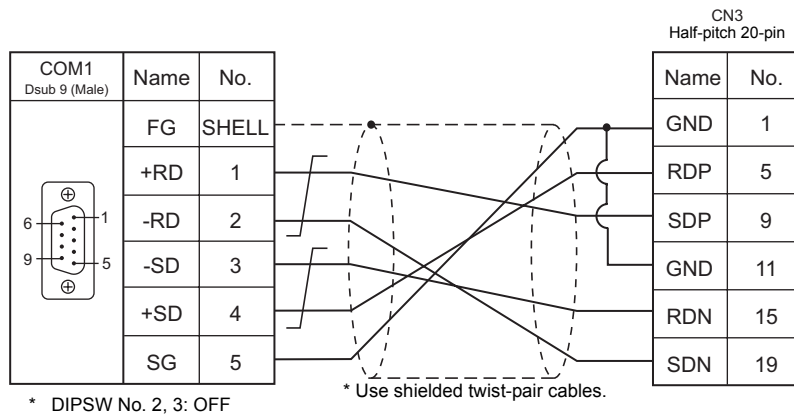 CN3
Half-pitch 20-pin
COM1
Dsub 9 (Male)
Name No.
Name No.
FG SHELL
GND 1
+RD 1
RDP 5
6 1
-RD 2
SDP 9
9 5
-SD 3
GND 11
+SD 4
RDN 15
SG 5
SDN 19
* DIPSW No. 2, 3: OFF
* Use shielded twist-pair cables.